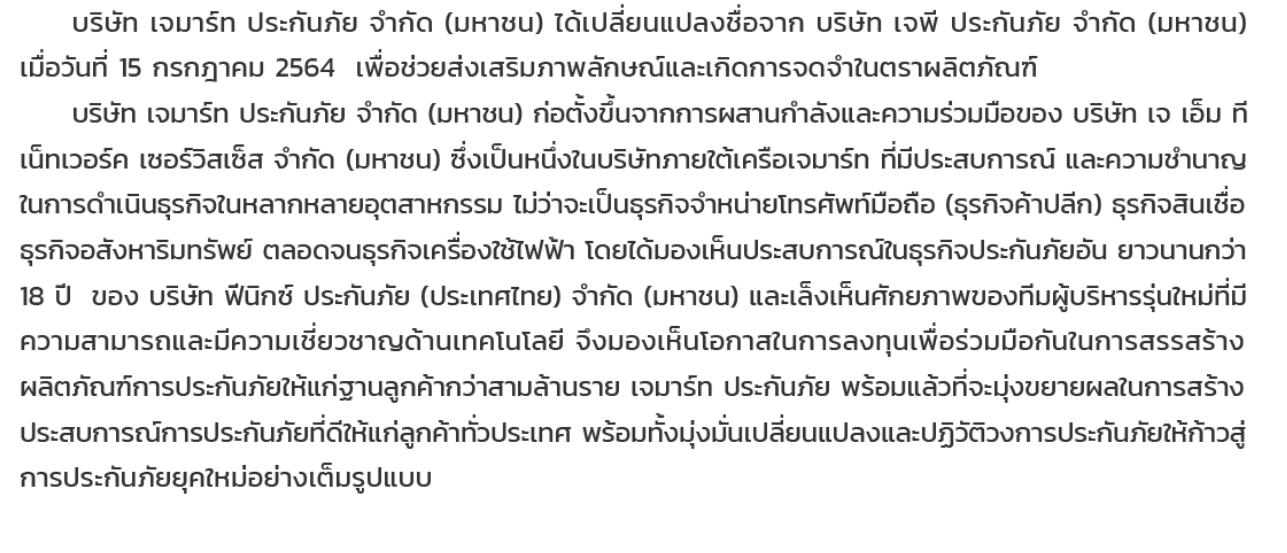 บริษัท เจมาร์ท ประกันภัย จำกัด (มหาชน) ได้เปลี่ยนแปลงชื่อจาก บริษัท เจพี ประกันภัย จำกัด (มหาชน)
เมื่อวันที่ 15 กรกฎาคม 2564 เพื่อช่วยส่งเสริมภาพลักษณ์และเกิดการจดจำในตราผลิตภัณฑ์
บริษัท เจมาร์ท ประกันภัย จำกัด (มหาชน) ก่อตั้งขึ้นจากการผสานกำลังและความร่วมมือของ บริษัท เจ เอ็ม ที
เน็ทเวอร์ค เซอร์วิสเซ็ส จำกัด (มหาชน) ซึ่งเป็นหนึ่งในบริษัทภายใต้เครือเจมาร์ท ที่มีประสบการณ์ และความชำนาญ
ในการดำเนินธุรกิจในหลากหลายอุตสาหกรรม ไม่ว่าจะเป็นธุรกิจจำหน่ายโทรศัพท์มือถือ (ธุรกิจค้าปลีก) ธุรกิจสินเชื่อ
ธุรกิจอสังหาริมทรัพย์ ตลอดจนธุรกิจเครื่องใช้ไฟฟ้า โดยได้มองเห็นประสบการณ์ในธุรกิจประกันภัยอัน ยาวนานกว่า
18 ปี ของ บริษัท ฟีนิกซ์ ประกันภัย (ประเทศไทย) จำกัด (มหาชน) และเล็งเห็นศักยภาพของทีมผู้บริหารรุ่นใหม่ที่มี
ความสามารถและมีความเชี่ยวชาญด้านเทคโนโลยี จึงมองเห็นโอกาสในการลงทุนเพื่อร่วมมือกันในการสรรสร้าง
ผลิตภัณฑ์การประกันภัยให้แก่ฐานลูกค้ากว่าสามล้านราย เจมาร์ท ประกันภัย พร้อมแล้วที่จะมุ่งขยายผลในการสร้าง
ประสบการณ์การประกันภัยที่ดีให้แก่ลูกค้าทั่วประเทศ พร้อมทั้งมุ่งมั่นเปลี่ยนแปลงและปฏิวัติวงการประกันภัยให้ก้าวสู่
การประกันภัยยุคใหม่อย่างเต็มรูปแบบ